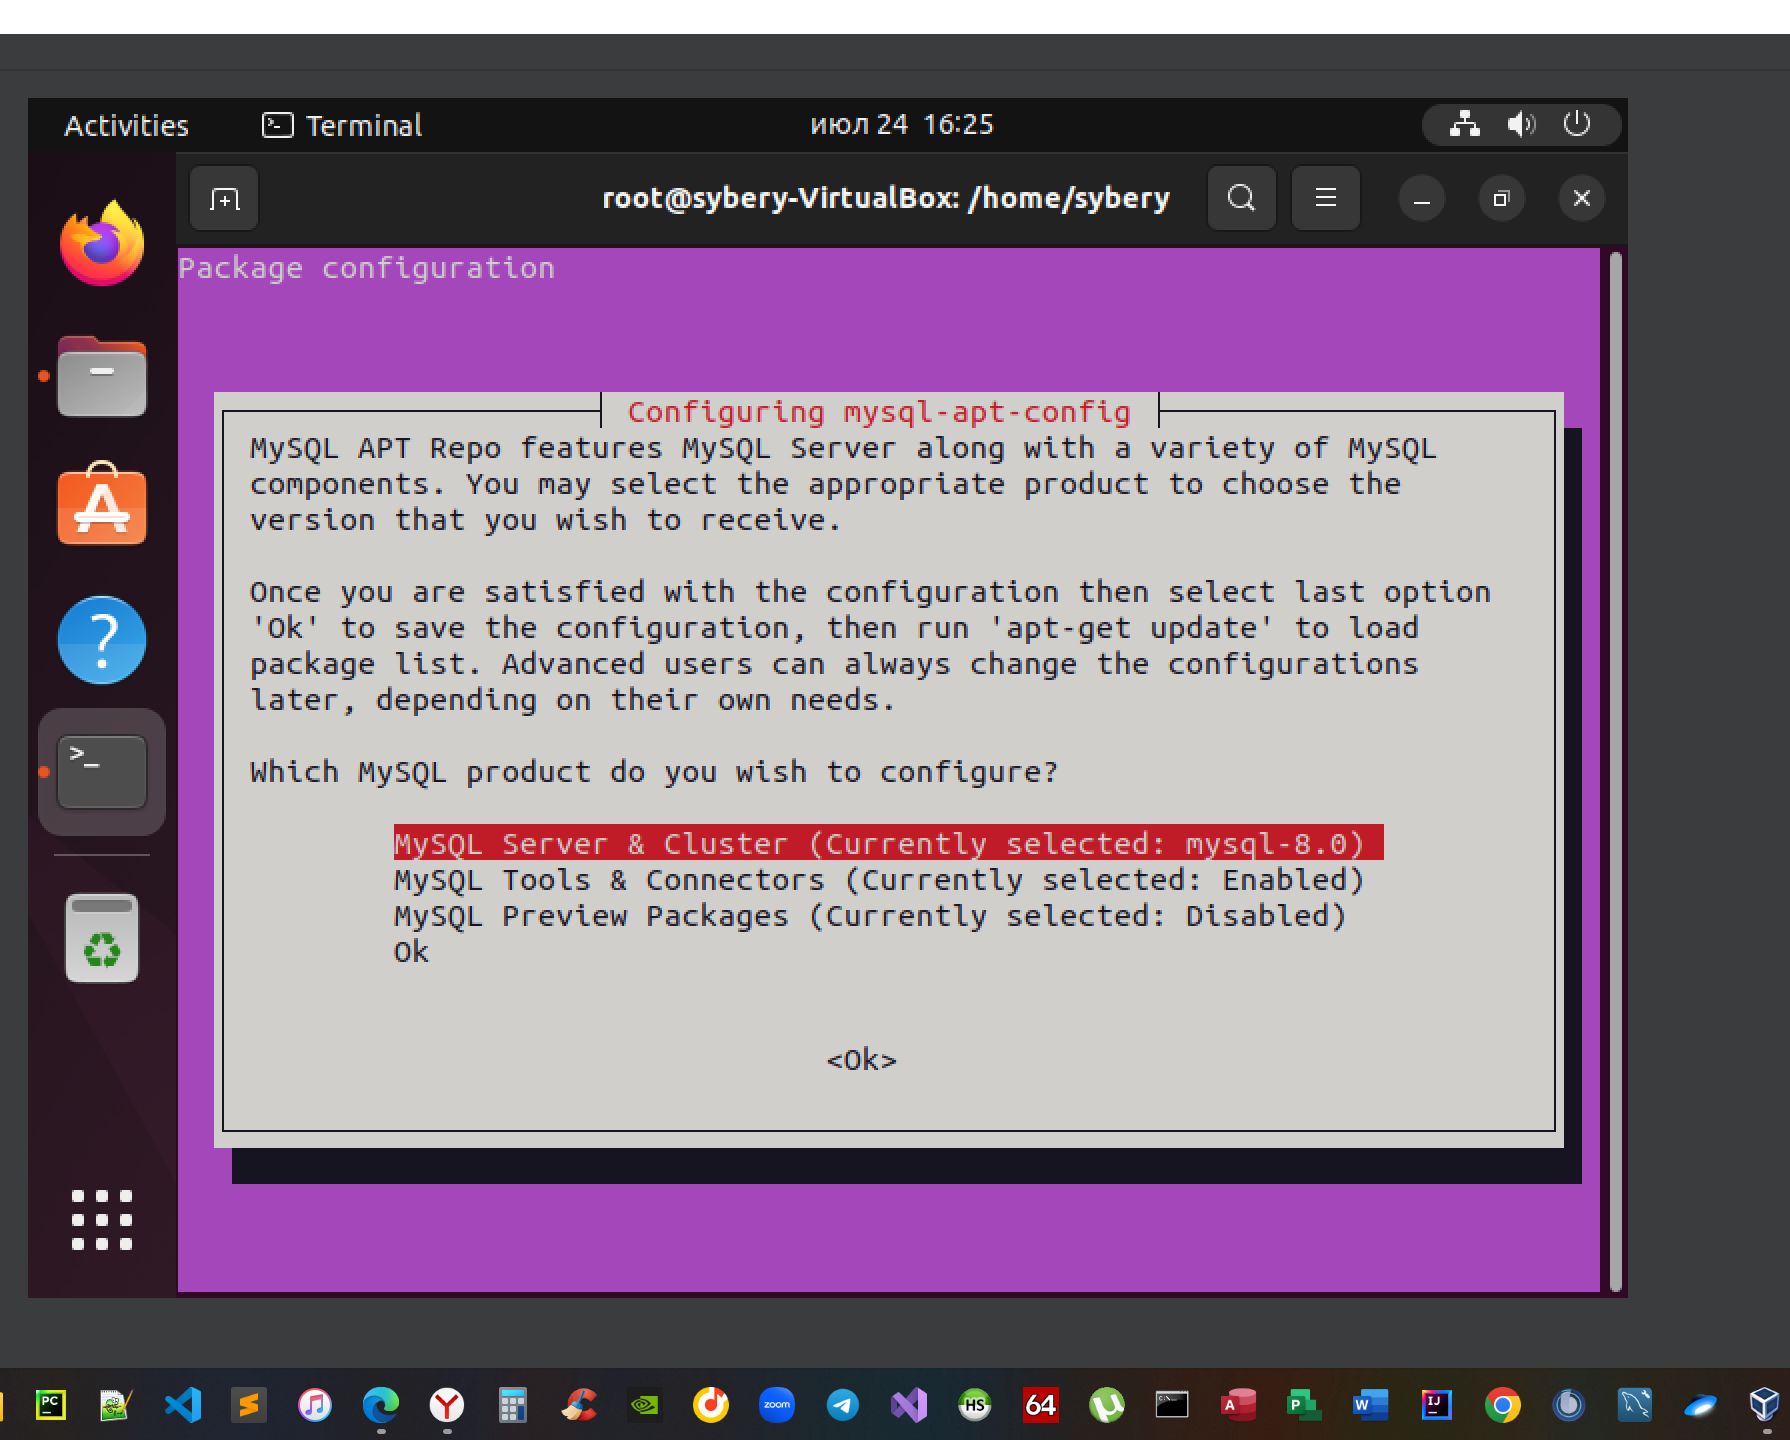 Activities
Terminal
июл 24 16:25
root@sybery-VirtualBox: /home/sybery
Package configuration
Configuring mysql-apt-config
MySQL APT Repo features MySQL Server along with a variety of MySQL
components. You may select the appropriate product to choose the
version that you wish to receive.
Once you are satisfied with the configuration then select last option
'Ok' to save the configuration, then run 'apt-get update' to load
package list. Advanced users can always change the configurations
later, depending on their own needs.
Which MySQL product do you wish to configure?
MySQL Server & Cluster (Currently selected: mysql-8.0)
MySQL Tools & Connectors (Currently selected: Enabled)
MySQL Preview Packages (Currently selected: Disabled)
Ok
<Ok>
PC
zoom
HS
64
A
P
W
IJ